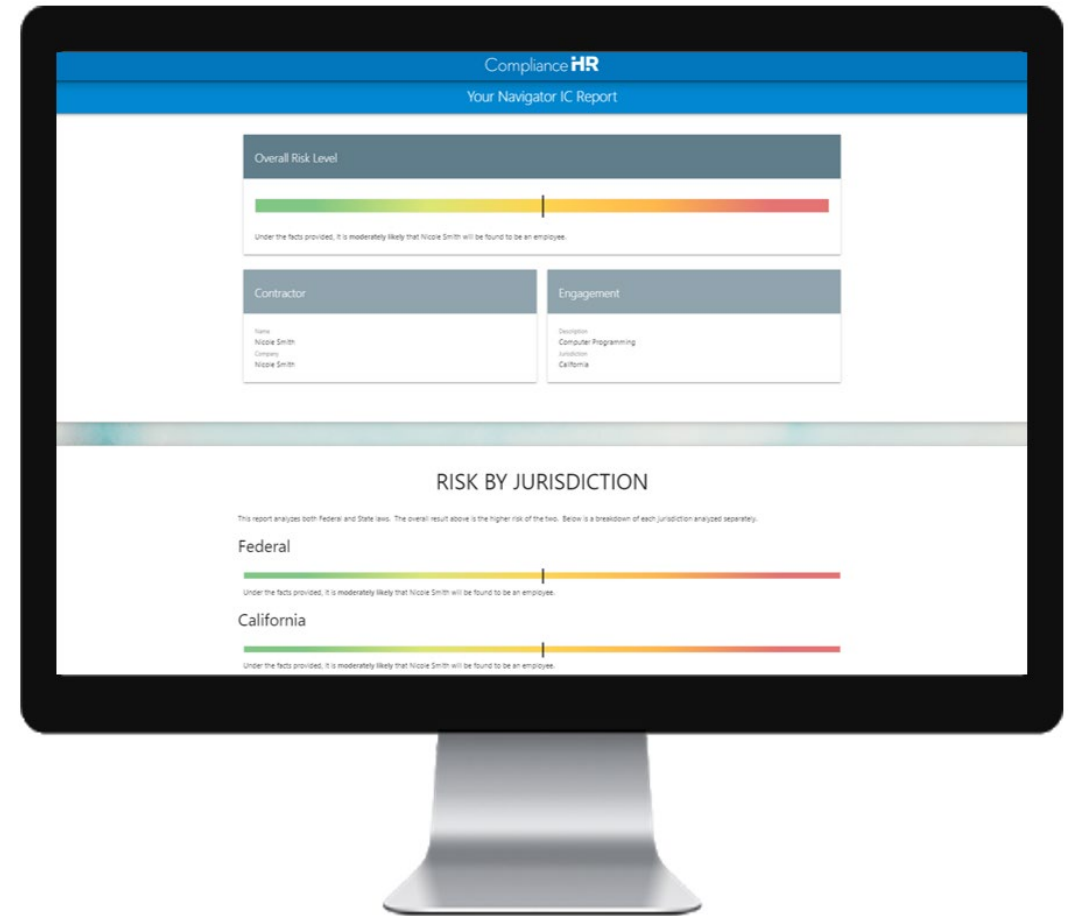 Compliance HR
Your Navigator IC Report
Overall Risk Level
Under the facts provided, it is moderately likely that Nicole Smith will be found to be an employee.
Contractor
Name
Nicole Smith
Company
Nicole Smith
Engagement
Description
Computer Programming
Jurisdiction
California
RISK BY JURISDICTION
This report analyzes both Federal and State laws. The overall result above is the higher risk of the two. Below is a breakdown of each jurisdiction analyzed separately.
Federal
Under the facts provided, it is moderately likely that Nicole Smith will be found to be an employee.
California
Under the facts provided, it is moderately likely that Nicole Smith will be found to be an employee.